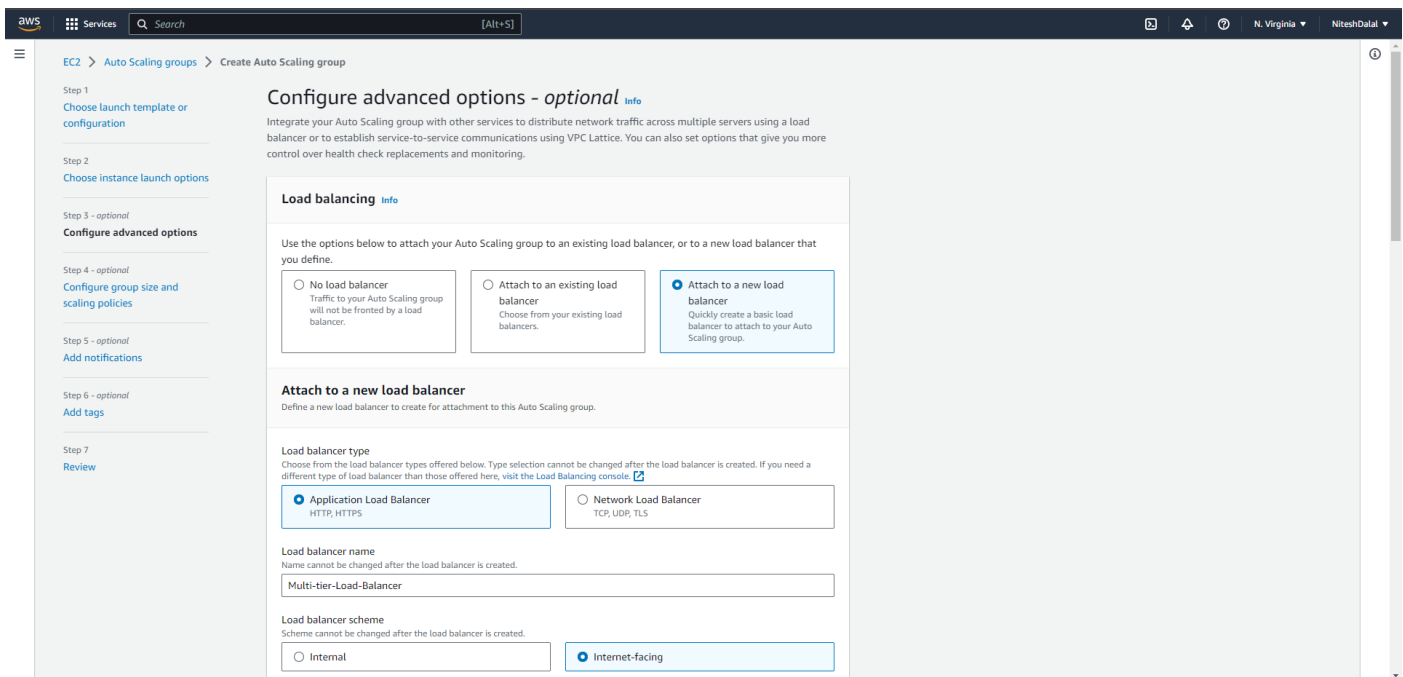 aws
Services
Search
[Alt+S]
N. Virginia
NiteshDalal
EC2
Auto Scaling groups
Create Auto Scaling group
Step 1
Choose launch template or
configuration
Step 2
Choose instance launch options
Step 3 - optional
Configure advanced options
Step 4 - optional
Configure group size and
scaling policies
Step 5 - optional
Add notifications
Step 6 - optional
Add tags
Step 7
Review
Configure advanced options - optional Info
Integrate your Auto Scaling group with other services to distribute network traffic across multiple servers using a load
balancer or to establish service-to-service communications using VPC Lattice. You can also set options that give you more
control over health check replacements and monitoring.
Load balancing Info
Use the options below to attach your Auto Scaling group to an existing load balancer, or to a new load balancer that
you define.
No load balancer
Traffic to your Auto Scaling group
will not be fronted by a load
balancer.
Attach to an existing load
balancer
Choose from your existing load
balancers.
Attach to a new load
balancer
Quickly create a basic load
balancer to attach to your Auto
Scaling group.
Attach to a new load balancer
Define a new load balancer to create for attachment to this Auto Scaling group.
Load balancer type
Choose from the load balancer types offered below. Type selection cannot be changed after the load balancer is created. If you need a
different type of load balancer than those offered here, visit the Load Balancing console.
Application Load Balancer
HTTP, HTTPS
Network Load Balancer
TCP, UDP, TLS
Load balancer name
Name cannot be changed after the load balancer is created.
Multi-tier-Load-Balancer
Load balancer scheme
Scheme cannot be changed after the load balancer is created.
Internal
Internet-facing